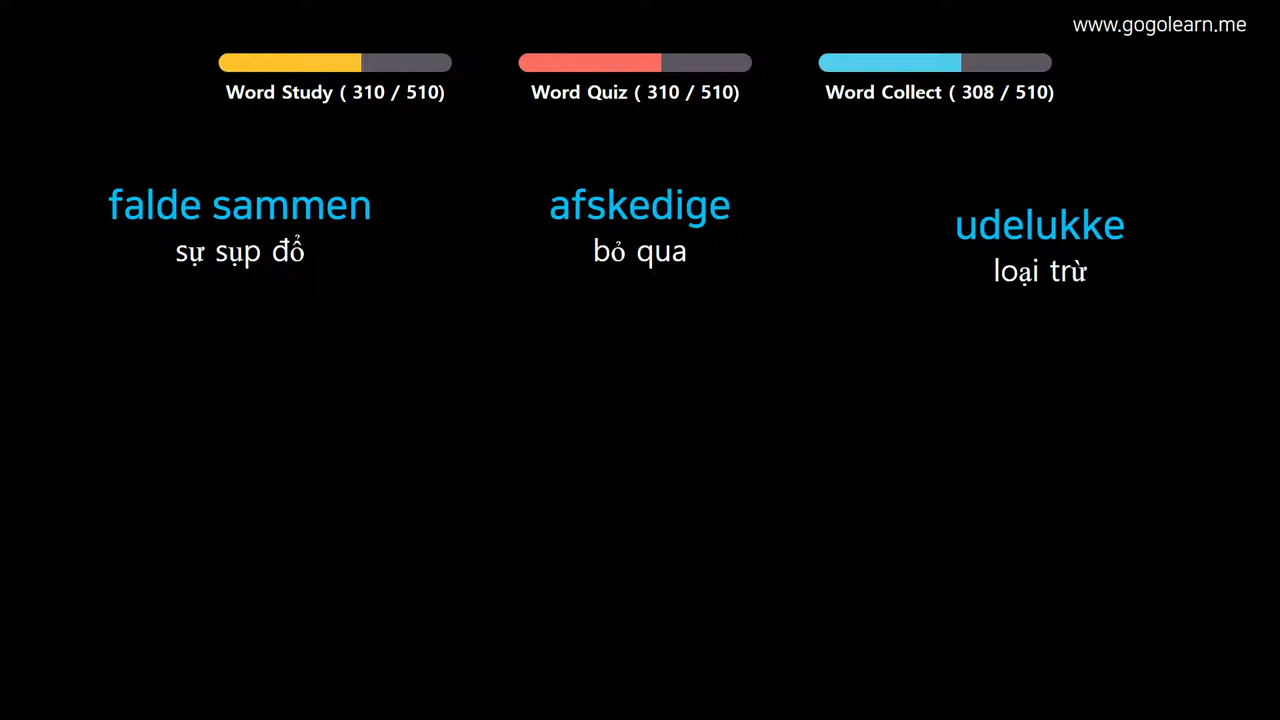 www.gogolearn.me
Word Study ( 310 / 510)
Word Quiz ( 310 / 510)
Word Collect ( 308 / 510)
falde sammen
sự sụp đổ
afskedige
bỏ qua
udelukke
loại trừ